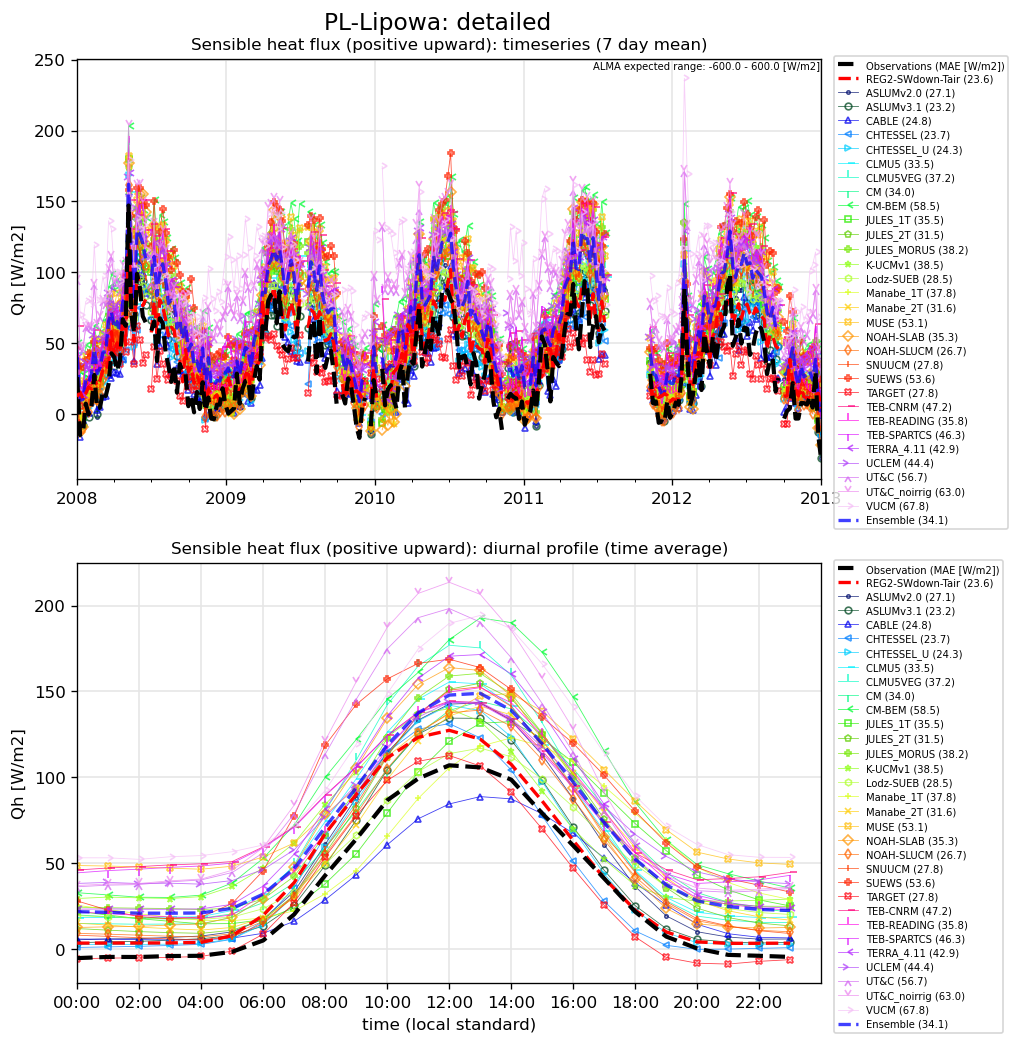 PL-Lipowa: detailed
Sensible heat flux (positive upward): timeseries (7 day mean)
ALMA expected range: -600.0 - 600.0 [W/m2]
Qh [W/m2]
250
200
150
100
50
0
2008
2009
2010
2011
2012
2013
Observations (MAE [W/m2])
REG2-SWdown-Tair (23.6)
ASLUMv2.0 (27.1)
ASLUMv3.1 (23.2)
CABLE (24.8)
CHTESSEL (23.7)
CHTESSEL_U (24.3)
CLMU5 (33.5)
CLMU5VEG (37.2)
CM (34.0)
CM-BEM (58.5)
JULES_1T (35.5)
JULES_2T (31.5)
JULES_MORUS (38.2)
K-UCMv1 (38.5)
Lodz-SUEB (28.5)
Manabe_1T (37.8)
Manabe_2T (31.6)
MUSE (53.1)
NOAH-SLAB (35.3)
NOAH-SLUCM (26.7)
SNUUCM (27.8)
SUEWS (53.6)
TARGET (27.8)
TEB-CNRM (47.2)
TEB-READING (35.8)
TEB-SPARTCS (46.3)
TERRA_4.11 (42.9)
UCLEM (44.4)
UT&C (56.7)
UT&C_noirrig (63.0)
VUCM (67.8)
Ensemble (34.1)
Sensible heat flux (positive upward): diurnal profile (time average)
Qh [W/m2]
200
150
100
50
0
00:00
02:00
04:00
06:00
08:00
10:00
12:00
14:00
16:00
18:00
20:00
22:00
time (local standard)
Observation (MAE [W/m2])
REG2-SWdown-Tair (23.6)
ASLUMv2.0 (27.1)
ASLUMv3.1 (23.2)
CABLE (24.8)
CHTESSEL (23.7)
CHTESSEL_U (24.3)
CLMU5 (33.5)
CLMU5VEG (37.2)
CM (34.0)
CM-BEM (58.5)
JULES_1T (35.5)
JULES_2T (31.5)
JULES_MORUS (38.2)
K-UCMv1 (38.5)
Lodz-SUEB (28.5)
Manabe_1T (37.8)
Manabe_2T (31.6)
MUSE (53.1)
NOAH-SLAB (35.3)
NOAH-SLUCM (26.7)
SNUUCM (27.8)
SUEWS (53.6)
TARGET (27.8)
TEB-CNRM (47.2)
TEB-READING (35.8)
TEB-SPARTCS (46.3)
TERRA_4.11 (42.9)
UCLEM (44.4)
UT&C (56.7)
UT&C_noirrig (63.0)
VUCM (67.8)
Ensemble (34.1)